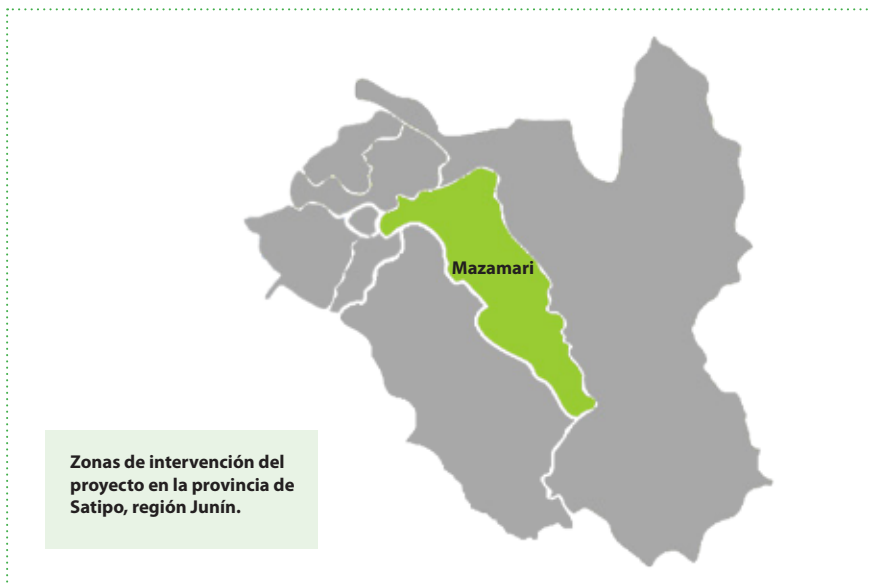 Mazamari
Zonas de intervención del
proyecto en la provincia de
Satipo, región Junín.